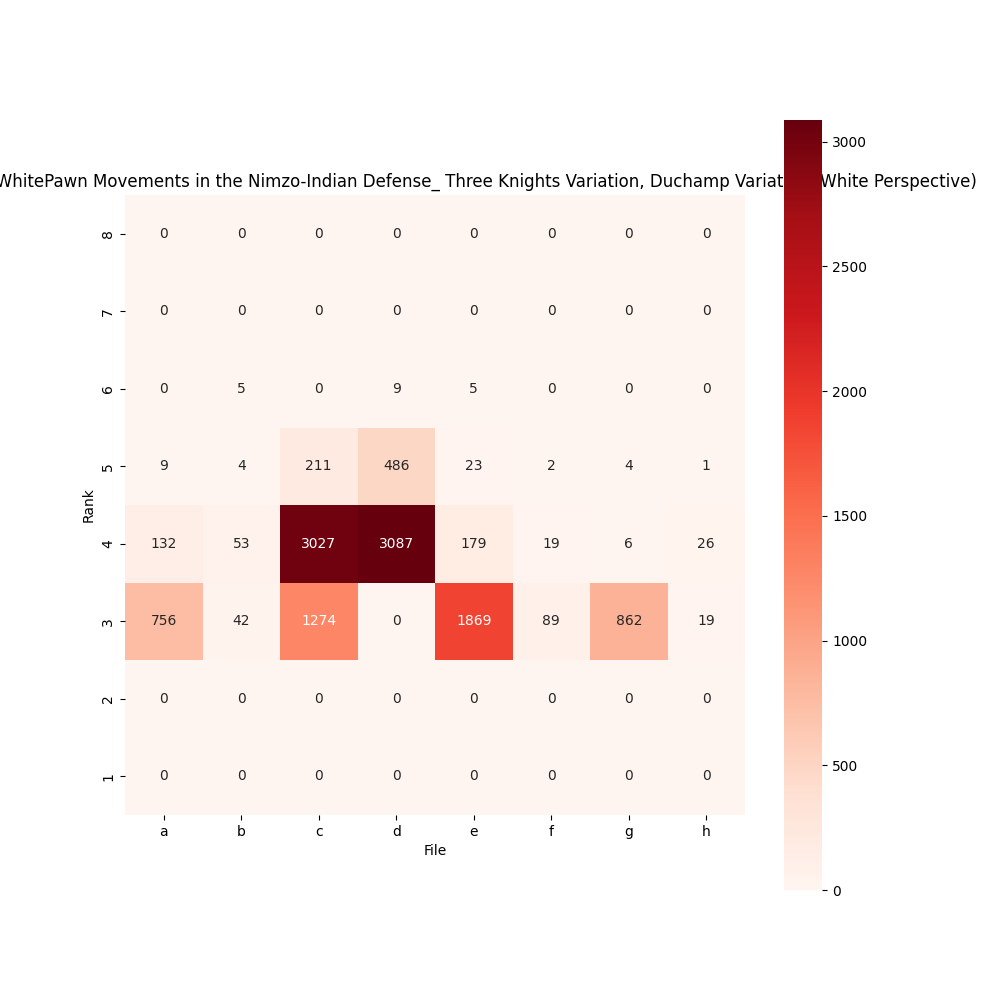 WhitePawn Movements in the Nimzo-Indian Defense_ Three Knights Variation, Duchamp Variat White Perspective)
3000
2500
2000
1500
1000
500
0
Rank
8 0 0 0 0 0 0 0 0
7 0 0 0 0 0 0 0 0
6 0 5 0 9 5 0 0 0
5 9 4 211 486 23 2 4 1
4 132 53 3027 3087 179 19 6 26
3 756 42 1274 0 1869 89 862 19
2 0 0 0 0 0 0 0 0
1 0 0 0 0 0 0 0 0
a b c d e f g h
File